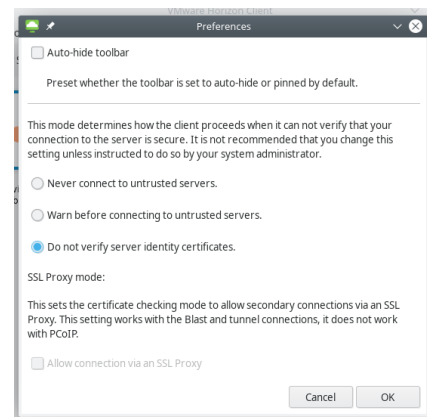 VMware Horizon Client
Preferences
Auto-hide toolbar
Preset whether the toolbar is set to auto-hide or pinned by default.
This mode determines how the client proceeds when it can not verify that your
connection to the server is secure. It is not recommended that you change this
setting unless instructed to do so by your system administrator.
Never connect to untrusted servers.
Warn before connecting to untrusted servers.
Do not verify server identity certificates.
SSL Proxy mode:
This sets the certificate checking mode to allow secondary connections via an SSL
Proxy. This setting works with the Blast and tunnel connections, it does not work
with PCoIP.
Allow connection via an SSL Proxy
Cancel
OK